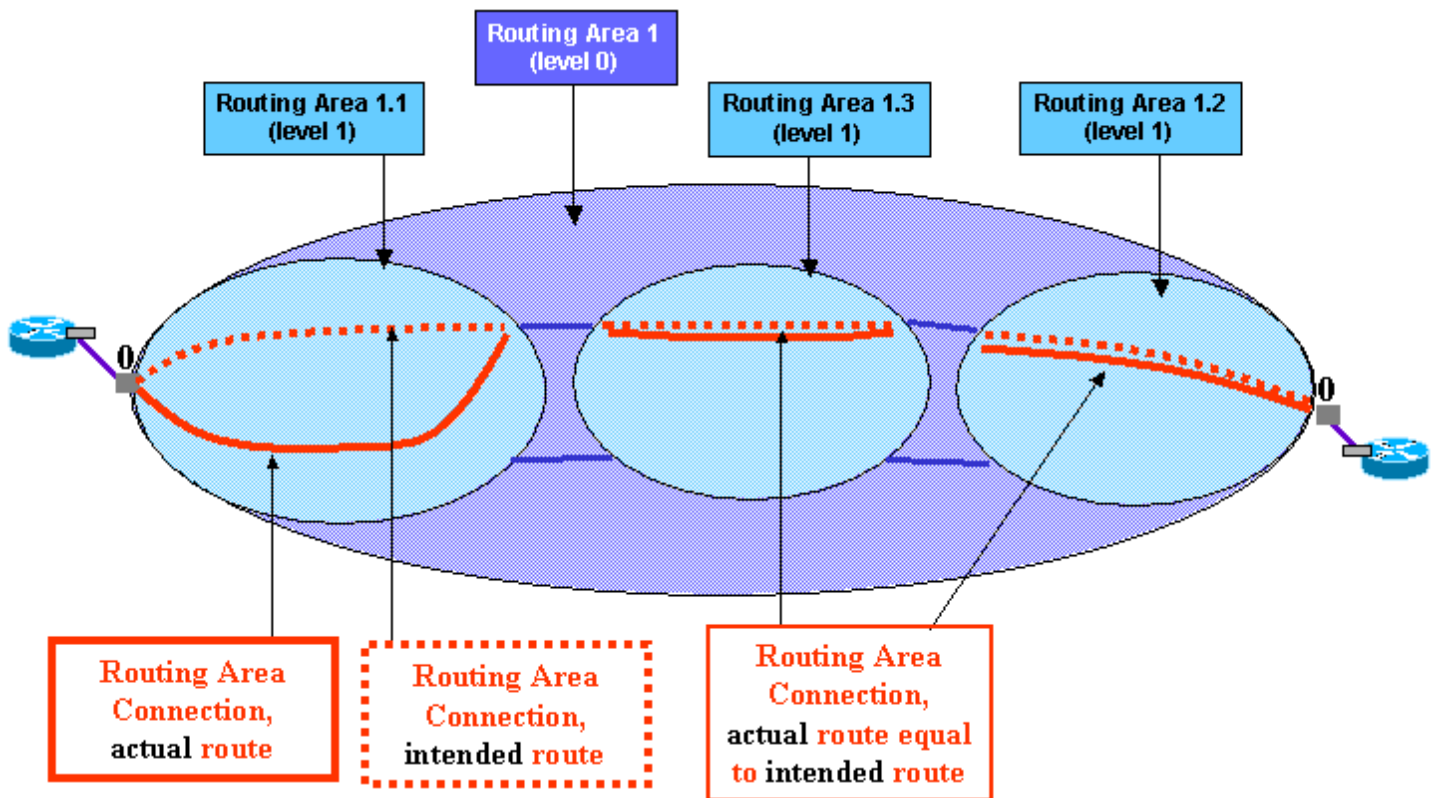 Routing Area 1
(level 0)
Routing Area 1.1
(level 1)
Routing Area 1.3
(level 1)
Routing Area 1.2
(level 1)
0
0
Routing Area
Connection,
actual route
Routing Area
Connection,
intended route
Routing Area
Connection,
actual route equal
to intended route